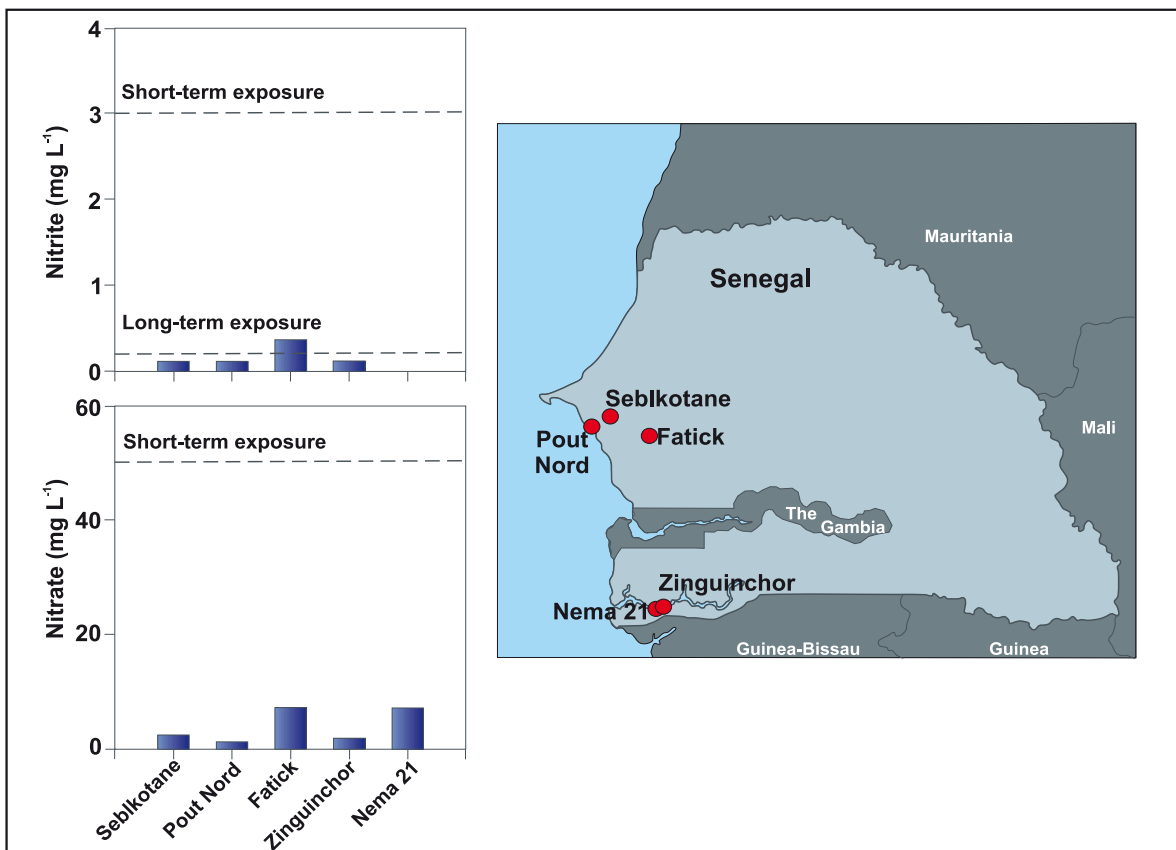 4
Short-term exposure
3
2
1
Long-term exposure
0
Nitrite (mg L⁻¹)
60
Short-term exposure
40
20
0
Nitrate (mg L⁻¹)
Seblkotane
Pout Nord
Fatick
Zinguinchor
Nema 21
Mauritania
Senegal
Mali
Seblkotane
Pout
Nord
Fatick
The
Gambia
Zinguinchor
Nema 21
Guinea-Bissau
Guinea